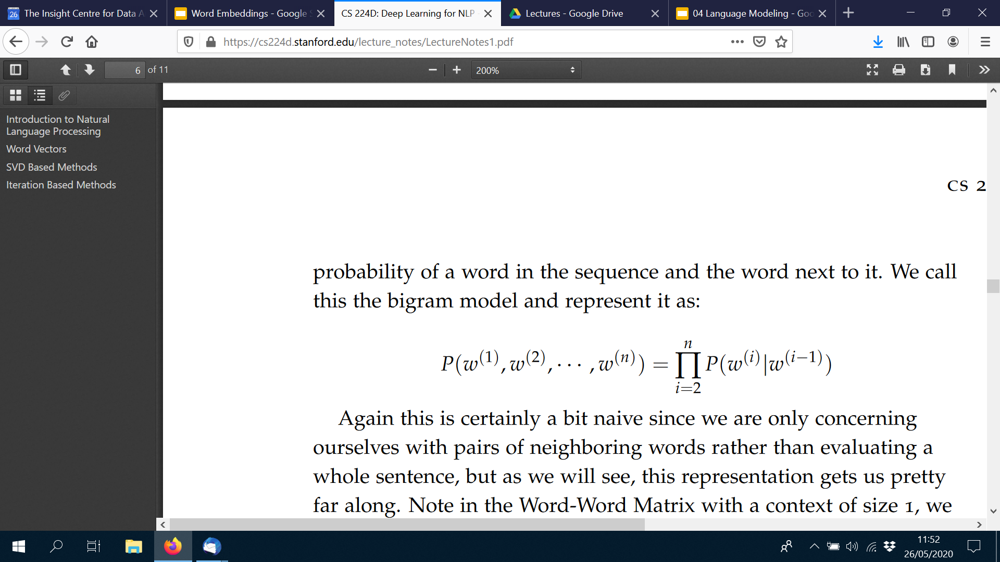 26 The Insight Centre for Data A
Word Embeddings - Google S
CS 224D: Deep Learning for NLP
Lectures - Google Drive
04 Language Modeling - Goo
https://cs224d.stanford.edu/lecture_notes/LectureNotes1.pdf
6 of 11
200%
Introduction to Natural
Language Processing
Word Vectors
SVD Based Methods
Iteration Based Methods
CS 2
probability of a word in the sequence and the word next to it. We call
this the bigram model and represent it as:
P(w^(1), w^(2), ··· , w^(n)) = ∏_{i=2}^{n} P(w^(i)|w^(i−1))
Again this is certainly a bit naive since we are only concerning
ourselves with pairs of neighboring words rather than evaluating a
whole sentence, but as we will see, this representation gets us pretty
far along. Note in the Word-Word Matrix with a context of size 1, we
11:52
26/05/2020